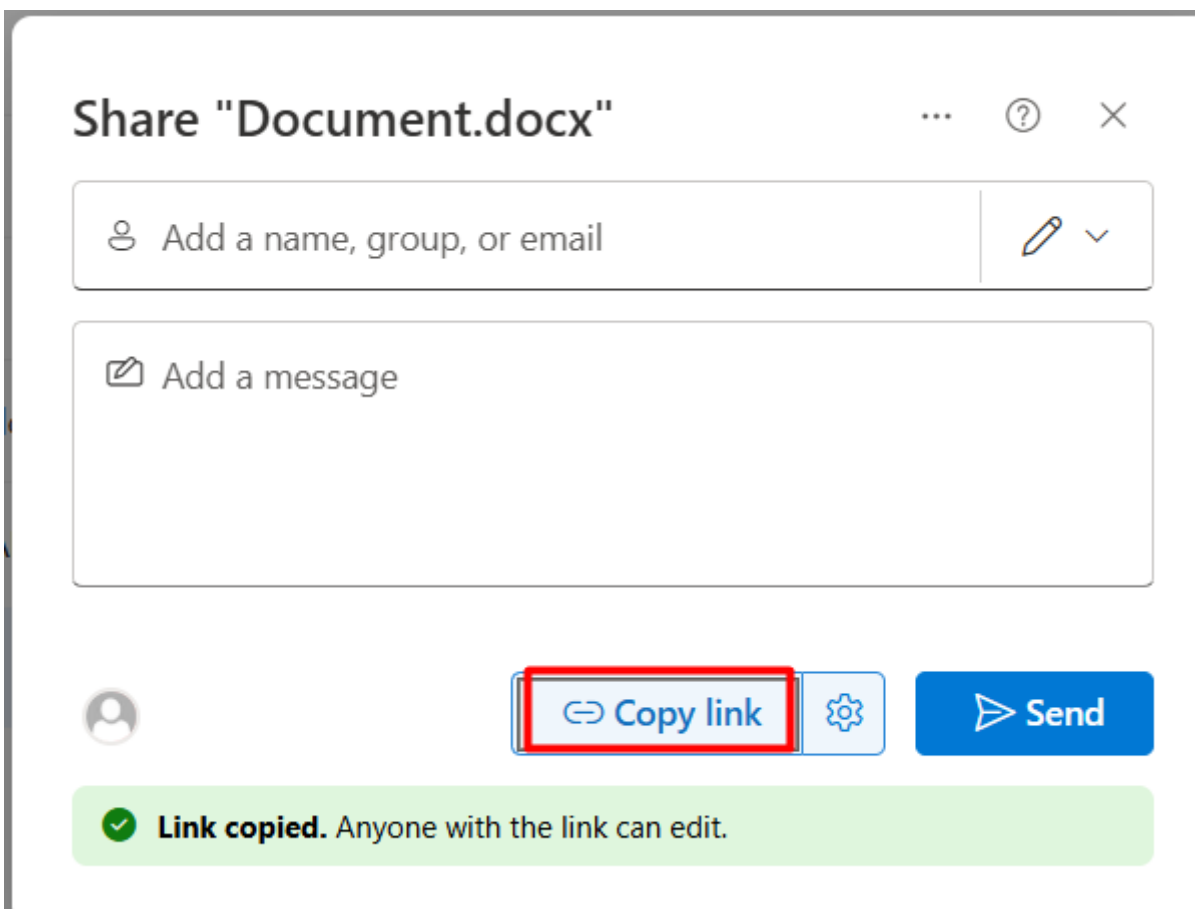 Share "Document.docx"
Add a name, group, or email
Add a message
Copy link
Send
Link copied. Anyone with the link can edit.